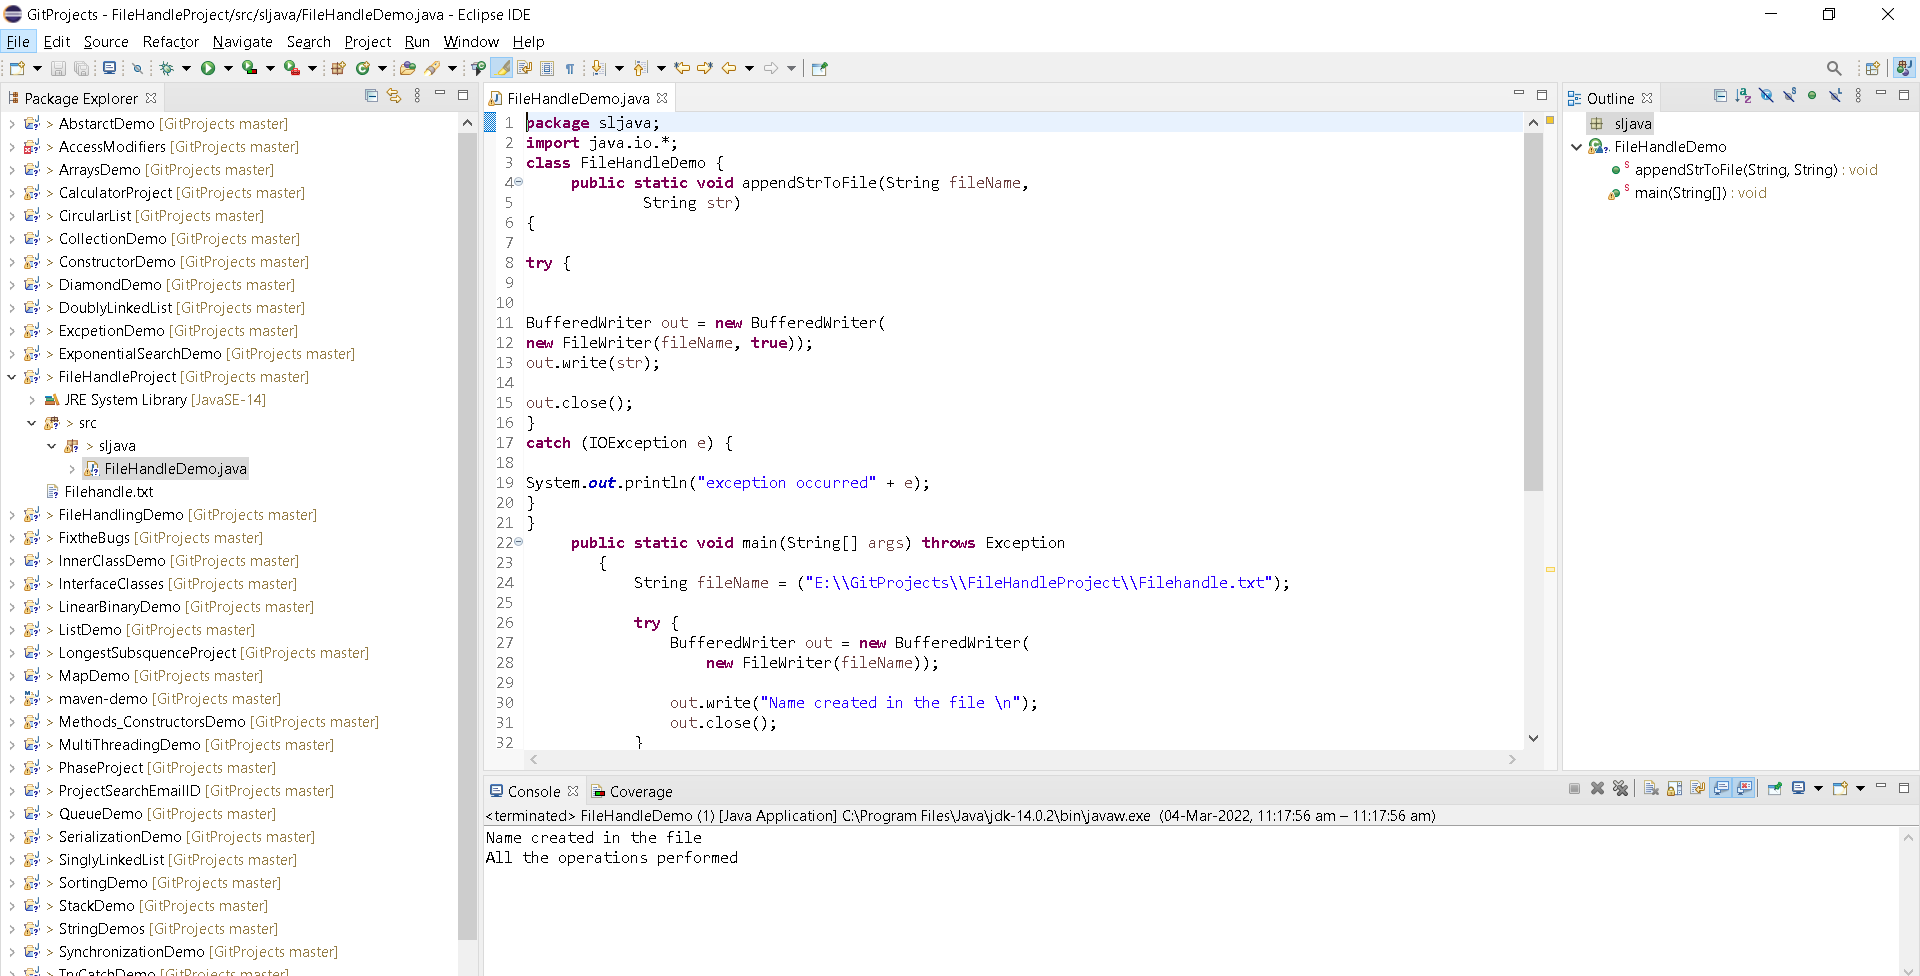 GitProjects - FileHandleProject/src/sljava/FileHandleDemo.java - Eclipse IDE
File Edit Source Refactor Navigate Search Project Run Window Help
Package Explorer
> AbstarctDemo [GitProjects master]
> AccessModifiers [GitProjects master]
> ArraysDemo [GitProjects master]
> CalculatorProject [GitProjects master]
> CircularList [GitProjects master]
> CollectionDemo [GitProjects master]
> ConstructorDemo [GitProjects master]
> DiamondDemo [GitProjects master]
> DoublyLinkedList [GitProjects master]
> ExcpetionDemo [GitProjects master]
> ExponentialSearchDemo [GitProjects master]
> FileHandleProject [GitProjects master]
JRE System Library [JavaSE-14]
> src
> sljava
FileHandleDemo.java
Filehandle.txt
> FileHandlingDemo [GitProjects master]
> FixtheBugs [GitProjects master]
> InnerClassDemo [GitProjects master]
> InterfaceClasses [GitProjects master]
> LinearBinaryDemo [GitProjects master]
> ListDemo [GitProjects master]
> LongestSubsquenceProject [GitProjects master]
> MapDemo [GitProjects master]
> maven-demo [GitProjects master]
> Methods_ConstructorsDemo [GitProjects master]
> MultiThreadingDemo [GitProjects master]
> PhaseProject [GitProjects master]
> ProjectSearchEmailID [GitProjects master]
> QueueDemo [GitProjects master]
> SerializationDemo [GitProjects master]
> SinglyLinkedList [GitProjects master]
> SortingDemo [GitProjects master]
> StackDemo [GitProjects master]
> StringDemos [GitProjects master]
> SynchronizationDemo [GitProjects master]
> TryCatchDemo [GitProjects master]
FileHandleDemo.java
1 package sljava;
2 import java.io.*;
3 class FileHandleDemo {
4 public static void appendStrToFile(String fileName,
5 String str)
6 {
7
8 try {
9
10
11 BufferedWriter out = new BufferedWriter(
12 new FileWriter(fileName, true));
13 out.write(str);
14
15 out.close();
16 }
17 catch (IOException e) {
18
19 System.out.println("exception occurred" + e);
20 }
21 }
22 public static void main(String[] args) throws Exception
23 {
24 String fileName = ("E:\\GitProjects\\FileHandleProject\\Filehandle.txt");
25
26 try {
27 BufferedWriter out = new BufferedWriter(
28 new FileWriter(fileName));
29
30 out.write("Name created in the file \n");
31 out.close();
32 }
Outline
sljava
FileHandleDemo
appendStrToFile(String, String) : void
main(String[]) : void
Console Coverage
<terminated> FileHandleDemo (1) [Java Application] C:\Program Files\Java\jdk-14.0.2\bin\javaw.exe (04-Mar-2022, 11:17:56 am – 11:17:56 am)
Name created in the file
All the operations performed